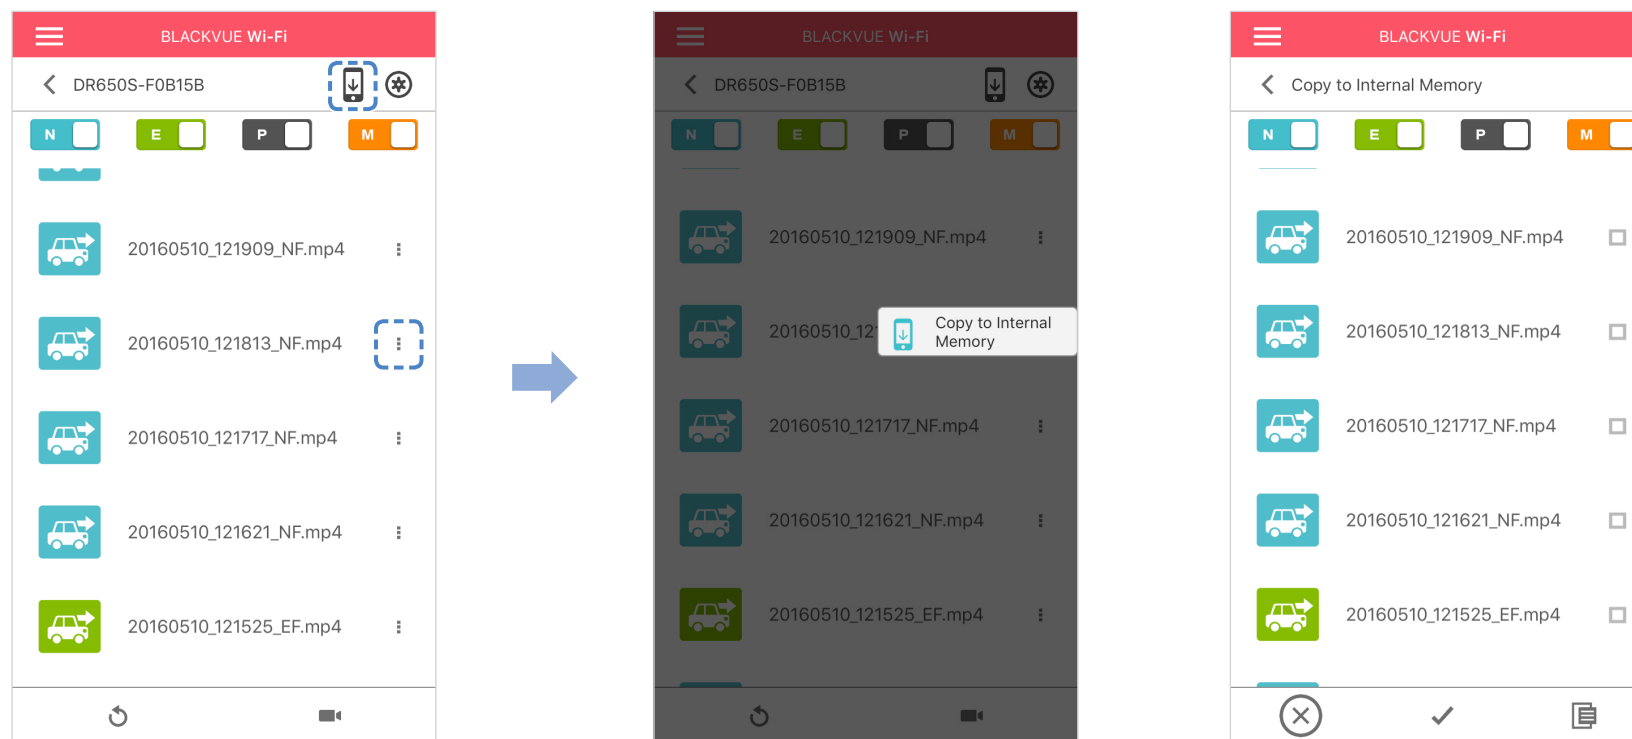 BLACKVUE Wi-Fi
DR650S-F0B15B
N E P M
20160510_121909_NF.mp4
20160510_121813_NF.mp4
20160510_121717_NF.mp4
20160510_121621_NF.mp4
20160510_121525_EF.mp4
BLACKVUE Wi-Fi
DR650S-F0B15B
N E P M
20160510_121909_NF.mp4
20160510_121
Copy to Internal
Memory
20160510_121717_NF.mp4
20160510_121621_NF.mp4
20160510_121525_EF.mp4
BLACKVUE Wi-Fi
Copy to Internal Memory
N E P M
20160510_121909_NF.mp4
20160510_121813_NF.mp4
20160510_121717_NF.mp4
20160510_121621_NF.mp4
20160510_121525_EF.mp4